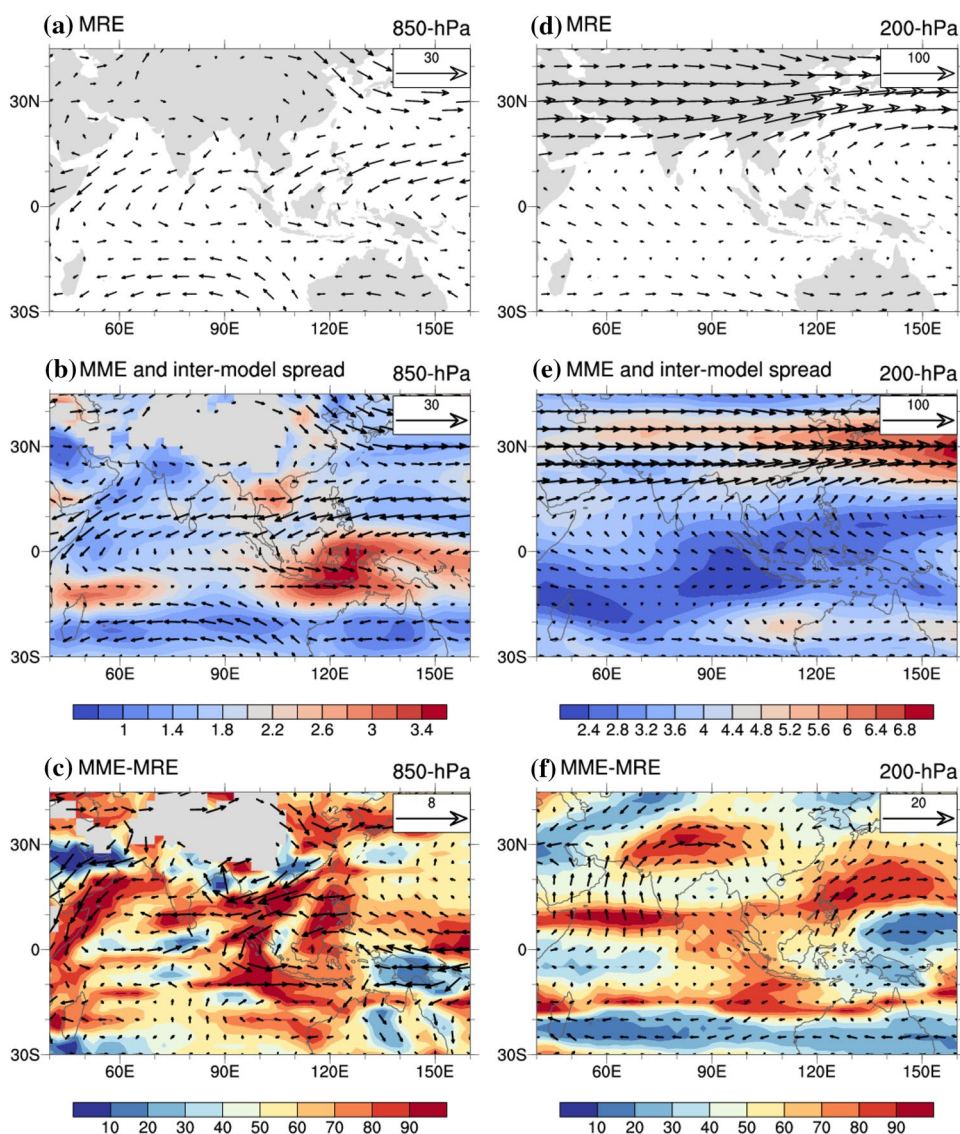 (a) MRE 850-hPa
30
30N
0
30S
60E 90E 120E 150E
(d) MRE 200-hPa
100
30N
0
30S
60E 90E 120E 150E
(b) MME and inter-model spread 850-hPa
30
30N
0
30S
60E 90E 120E 150E
1 1.4 1.8 2.2 2.6 3 3.4
(e) MME and inter-model spread 200-hPa
100
30N
0
30S
60E 90E 120E 150E
2.4 2.8 3.2 3.6 4 4.4 4.8 5.2 5.6 6 6.4 6.8
(c) MME-MRE 850-hPa
8
30N
0
30S
60E 90E 120E 150E
10 20 30 40 50 60 70 80 90
(f) MME-MRE 200-hPa
20
30N
0
30S
60E 90E 120E 150E
10 20 30 40 50 60 70 80 90